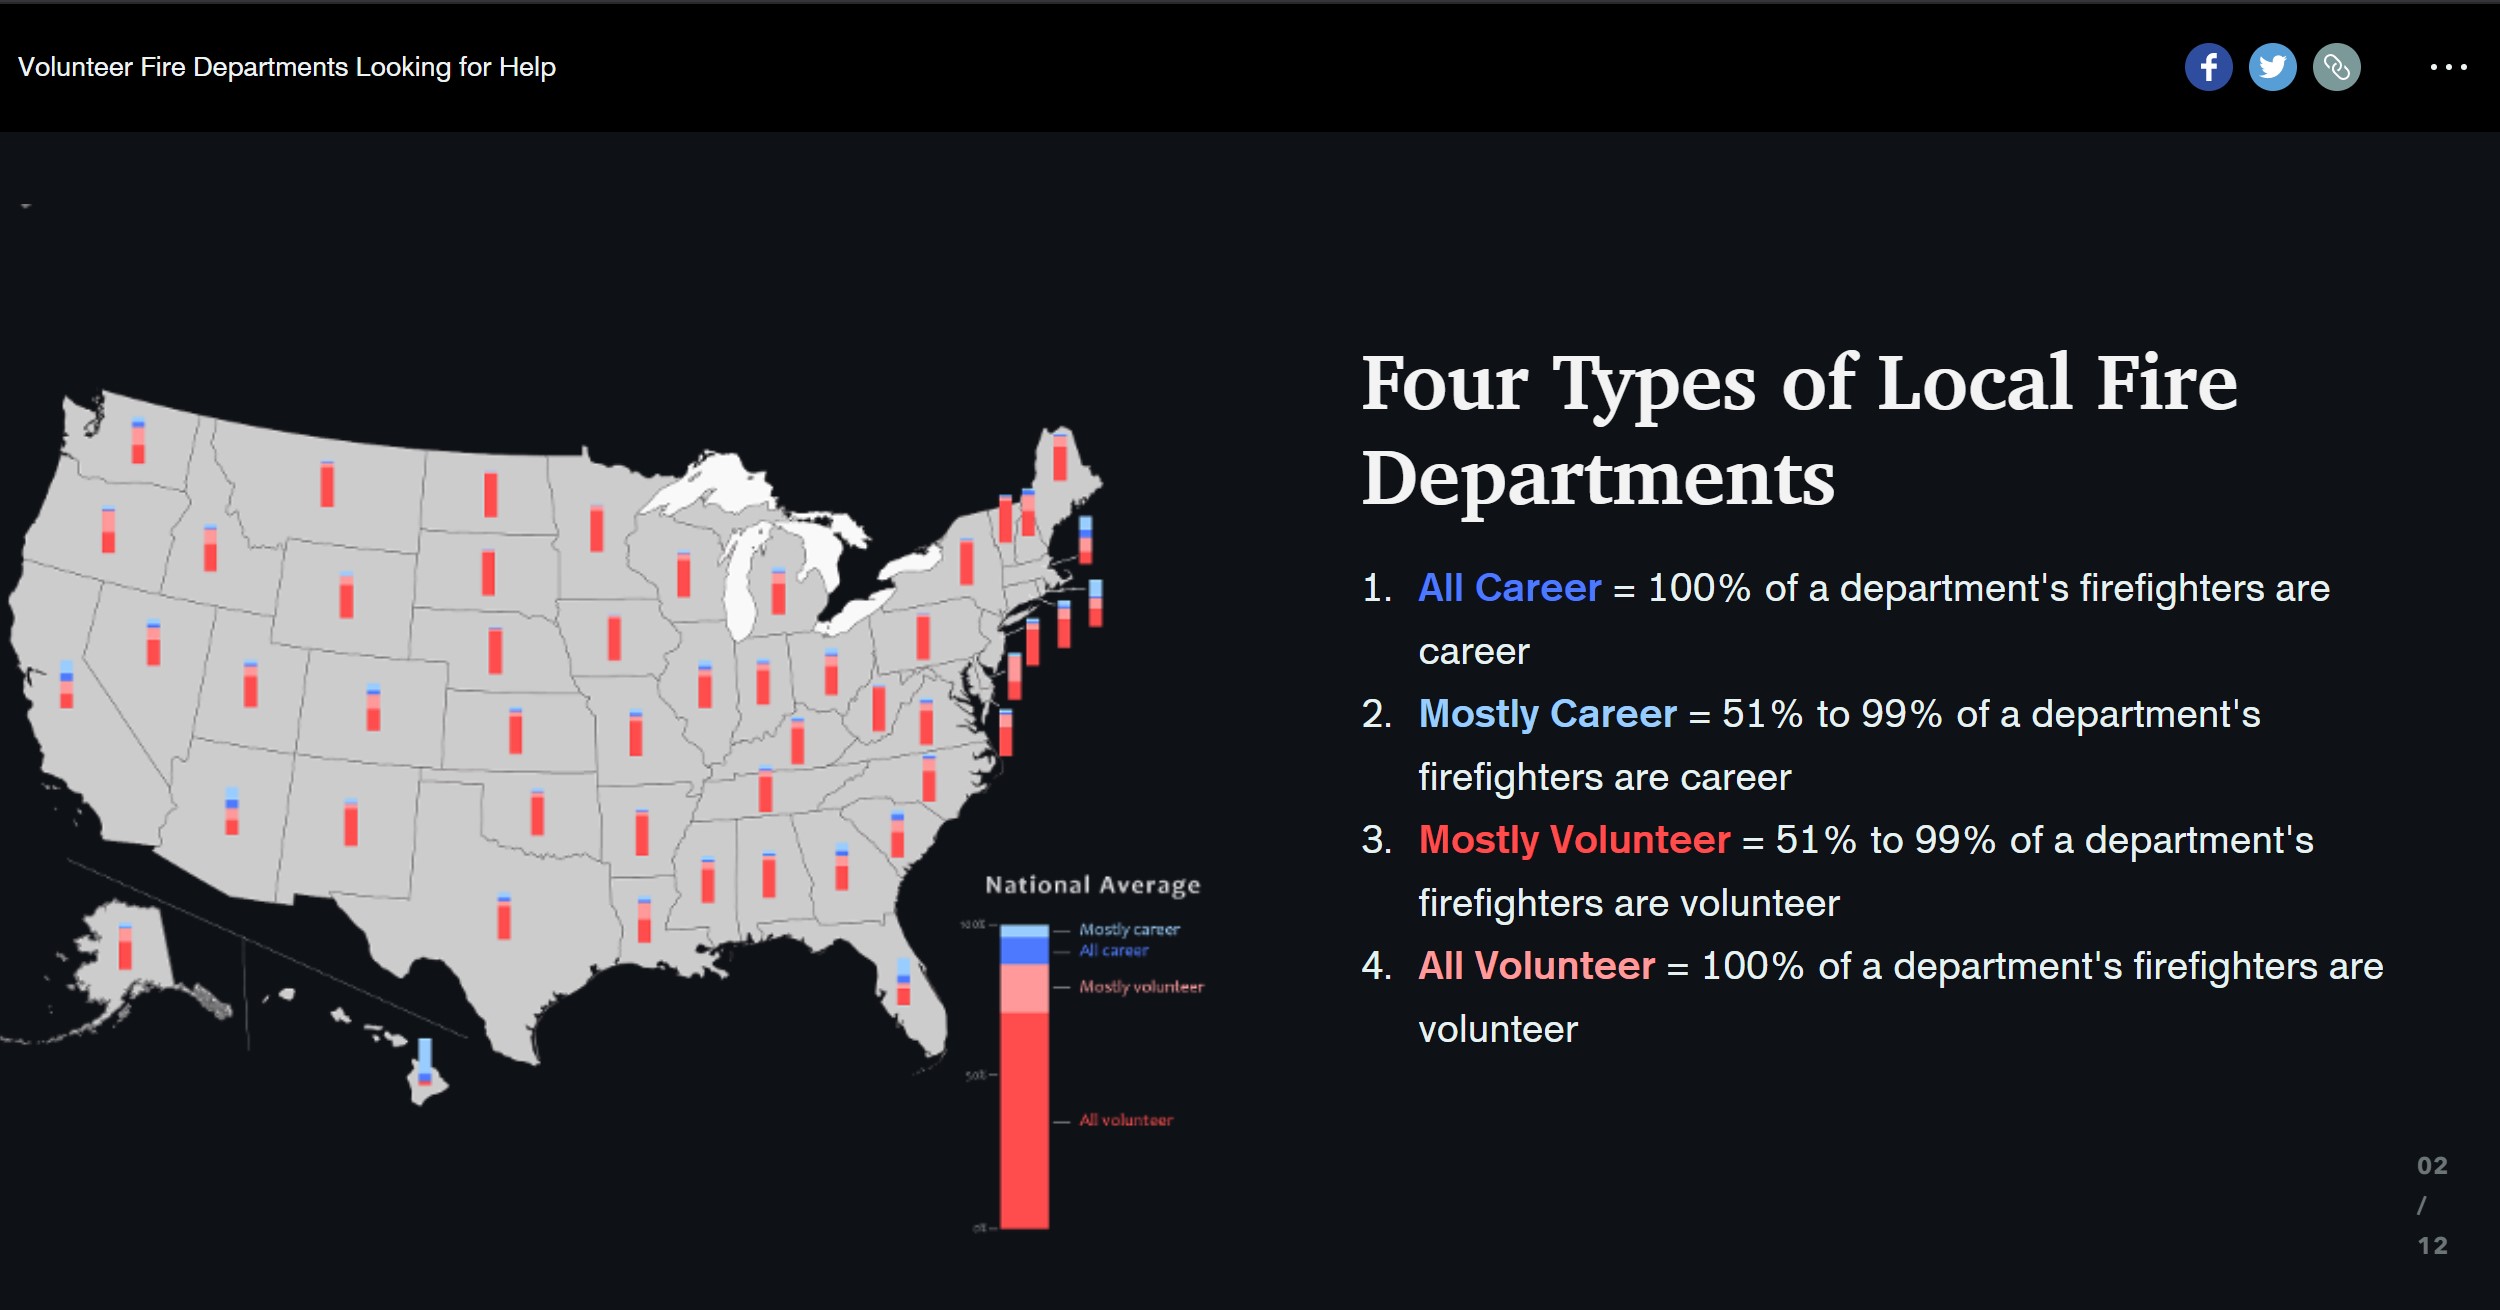 Volunteer Fire Departments Looking for Help
National Average
100%
Mostly career
All career
Mostly volunteer
50%
All volunteer
0%
Four Types of Local Fire
Departments
1. All Career = 100% of a department's firefighters are
career
2. Mostly Career = 51% to 99% of a department's
firefighters are career
3. Mostly Volunteer = 51% to 99% of a department's
firefighters are volunteer
4. All Volunteer = 100% of a department's firefighters are
volunteer
02
/
12